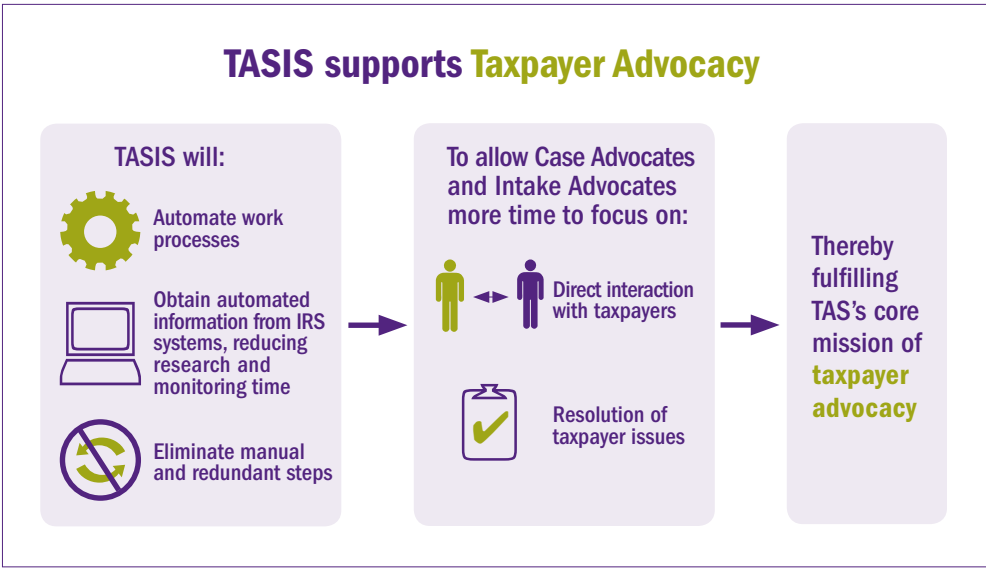 TASIS supports Taxpayer Advocacy
TASIS will:
Automate work
processes
Obtain automated
information from IRS
systems, reducing
research and
monitoring time
Eliminate manual
and redundant steps
To allow Case Advocates
and Intake Advocates
more time to focus on:
Direct interaction
with taxpayers
Resolution of
taxpayer issues
Thereby
fulfilling
TAS’s core
mission of
taxpayer
advocacy